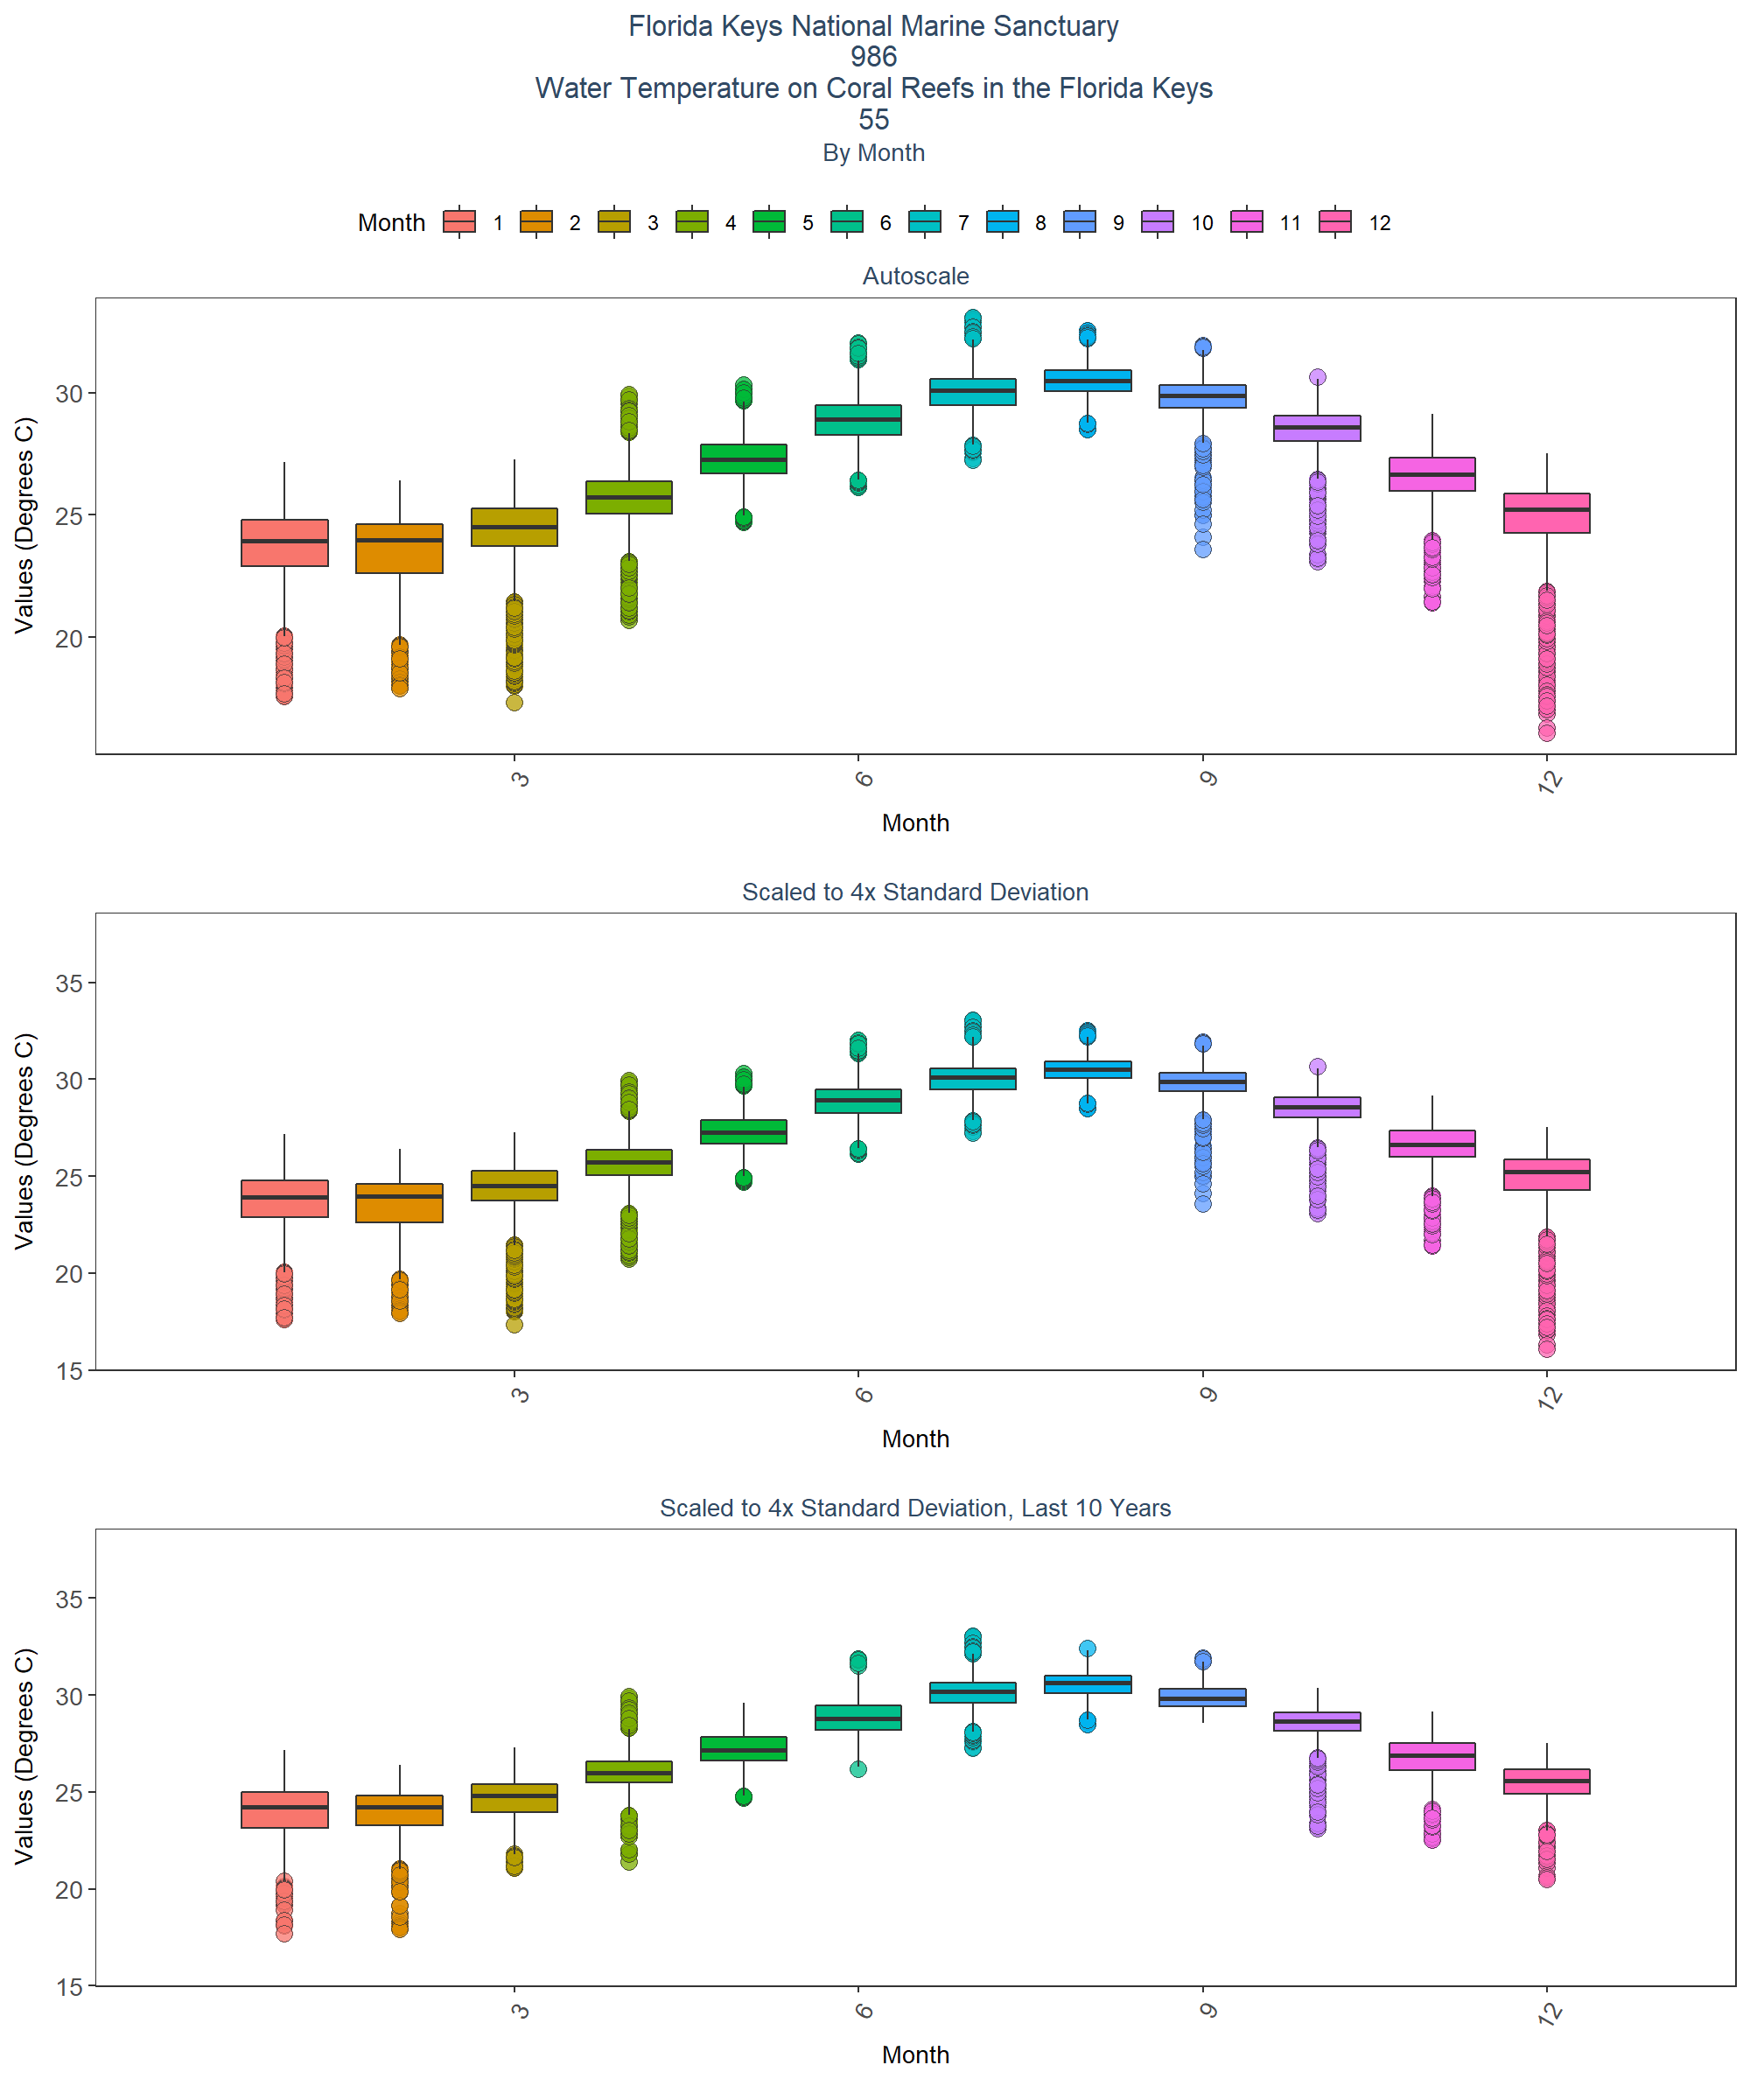 Florida Keys National Marine Sanctuary
986
Water Temperature on Coral Reefs in the Florida Keys
55
By Month
Month 1 2 3 4 5 6 7 8 9 10 11 12
Autoscale
Values (Degrees C)
30
25
20
3 6 9 12
Month
Scaled to 4x Standard Deviation
Values (Degrees C)
35
30
25
20
15
3 6 9 12
Month
Scaled to 4x Standard Deviation, Last 10 Years
Values (Degrees C)
35
30
25
20
15
3 6 9 12
Month